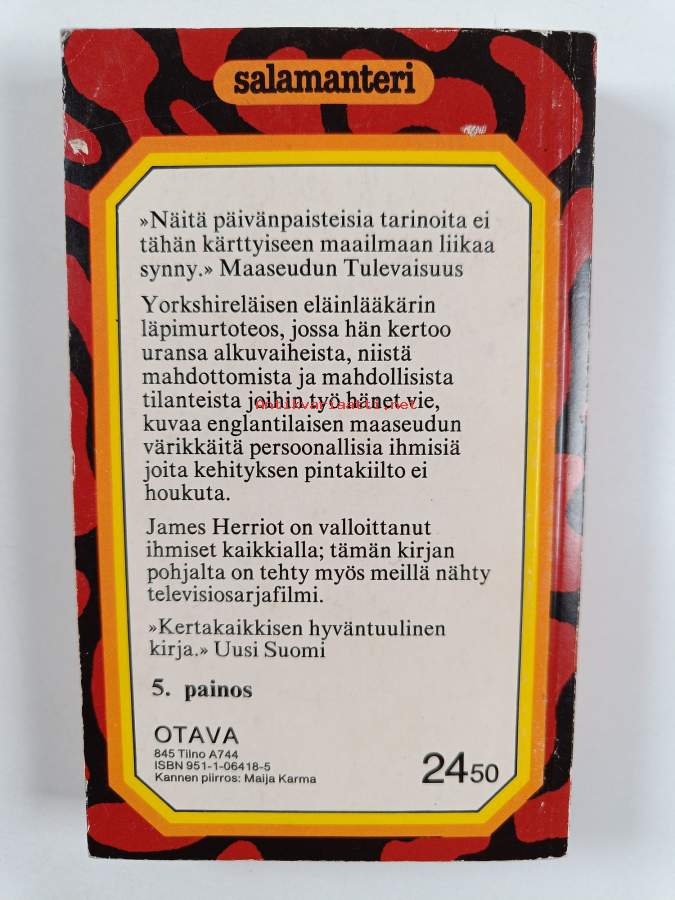 salamanteri
»Näitä päivänpaisteisia tarinoita ei
tähän kärttyiseen maailmaan liikaa
synny.» Maaseudun Tulevaisuus
Yorkshireläisen eläinlääkärin
läpimurtoteos, jossa hän kertoo
uransa alkuvaiheista, niistä
mahdottomista ja mahdollisista
tilanteista joihin työ hänet vie,
Antikvariaatti.net
kuvaa englantilaisen maaseudun
värikkäitä persoonallisia ihmisiä
joita kehityksen pintakiilto ei
houkuta.
James Herriot on valloittanut
ihmiset kaikkialla; tämän kirjan
pohjalta on tehty myös meillä nähty
televisiosarjafilmi.
»Kertakaikkisen hyväntuulinen
kirja.» Uusi Suomi
5. painos
OTAVA
845 Tilno A744
ISBN 951-1-06418-5
Kannen piirros: Maija Karma
24 50